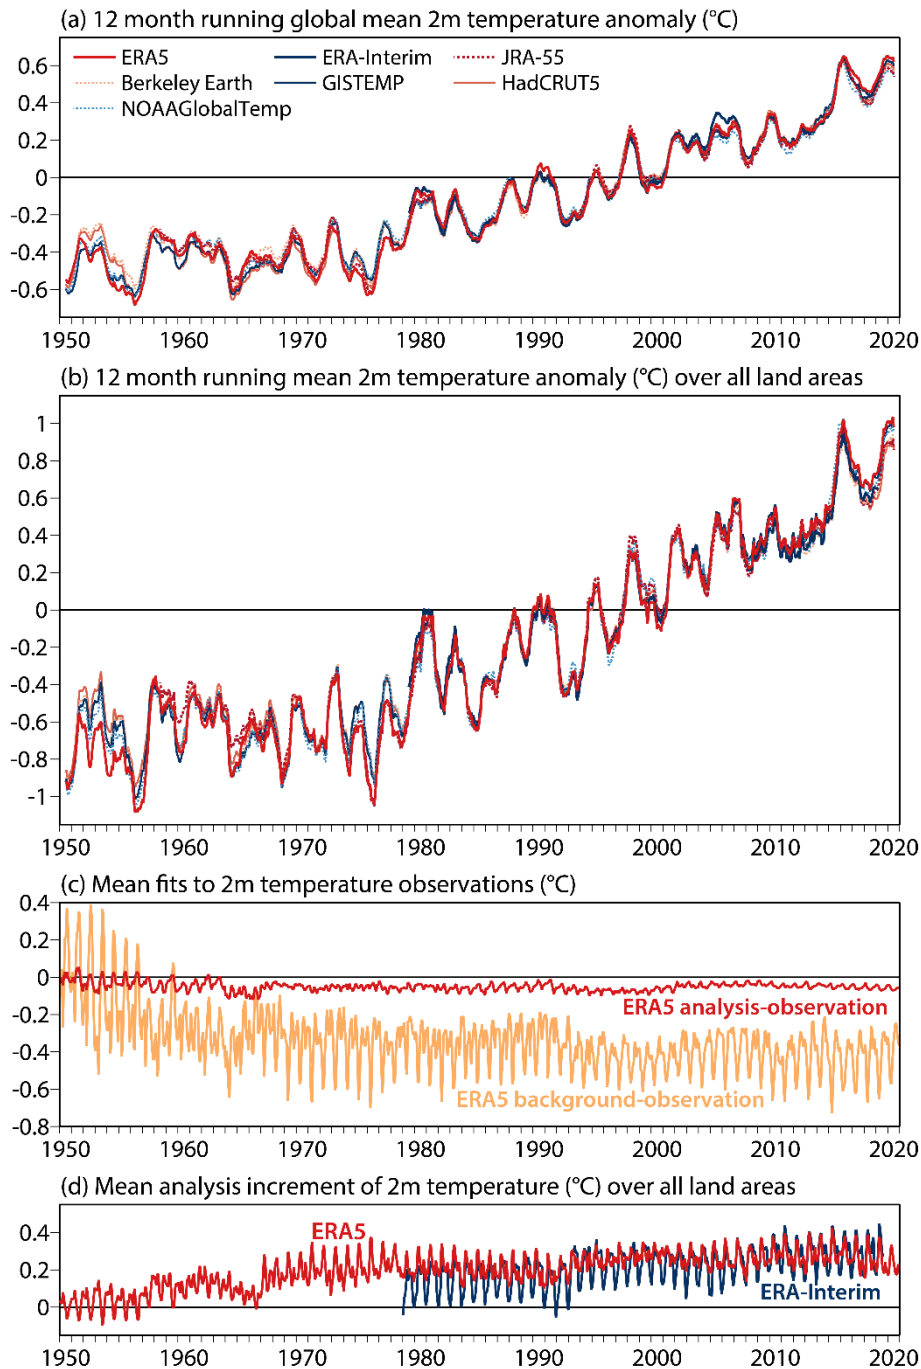 (a) 12 month running global mean 2m temperature anomaly (°C)
ERA5 ERA-Interim JRA-55
Berkeley Earth GISTEMP HadCRUT5
NOAAGlobalTemp
0.6
0.4
0.2
0
-0.2
-0.4
-0.6
1950 1960 1970 1980 1990 2000 2010 2020
(b) 12 month running mean 2m temperature anomaly (°C) over all land areas
1
0.8
0.6
0.4
0.2
0
-0.2
-0.4
-0.6
-0.8
-1
1950 1960 1970 1980 1990 2000 2010 2020
(c) Mean fits to 2m temperature observations (°C)
0.4
0.2
0
-0.2
-0.4
-0.6
-0.8
ERA5 analysis-observation
ERA5 background-observation
1950 1960 1970 1980 1990 2000 2010 2020
(d) Mean analysis increment of 2m temperature (°C) over all land areas
0.4
0.2
0
ERA5
ERA-Interim
1950 1960 1970 1980 1990 2000 2010 2020